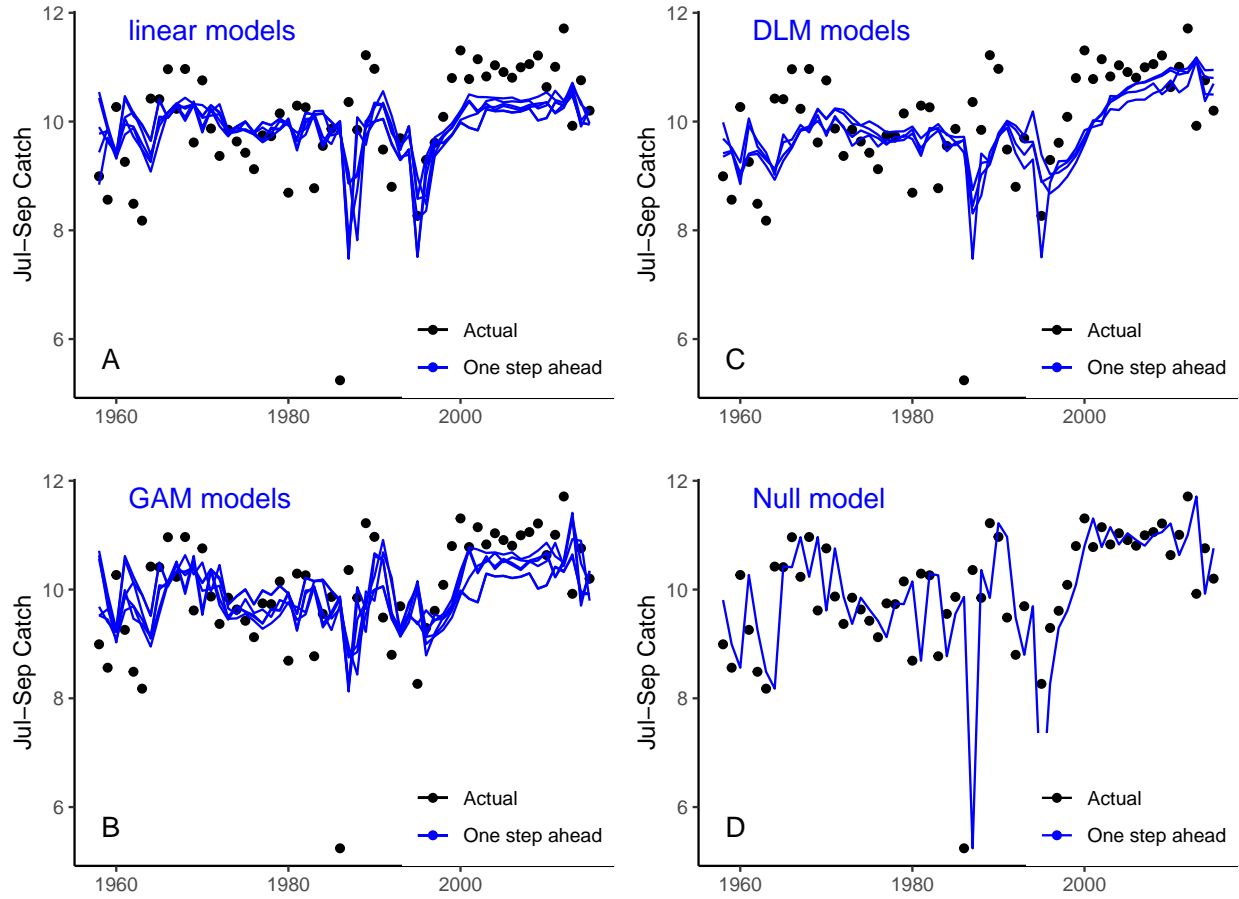 linear models
12
10
8
6
Jul−Sep Catch
A
Actual
One step ahead
1960
1980
2000
DLM models
12
10
8
6
Jul−Sep Catch
C
Actual
One step ahead
1960
1980
2000
GAM models
12
10
8
6
Jul−Sep Catch
B
Actual
One step ahead
1960
1980
2000
Null model
12
10
8
6
Jul−Sep Catch
D
Actual
One step ahead
1960
1980
2000